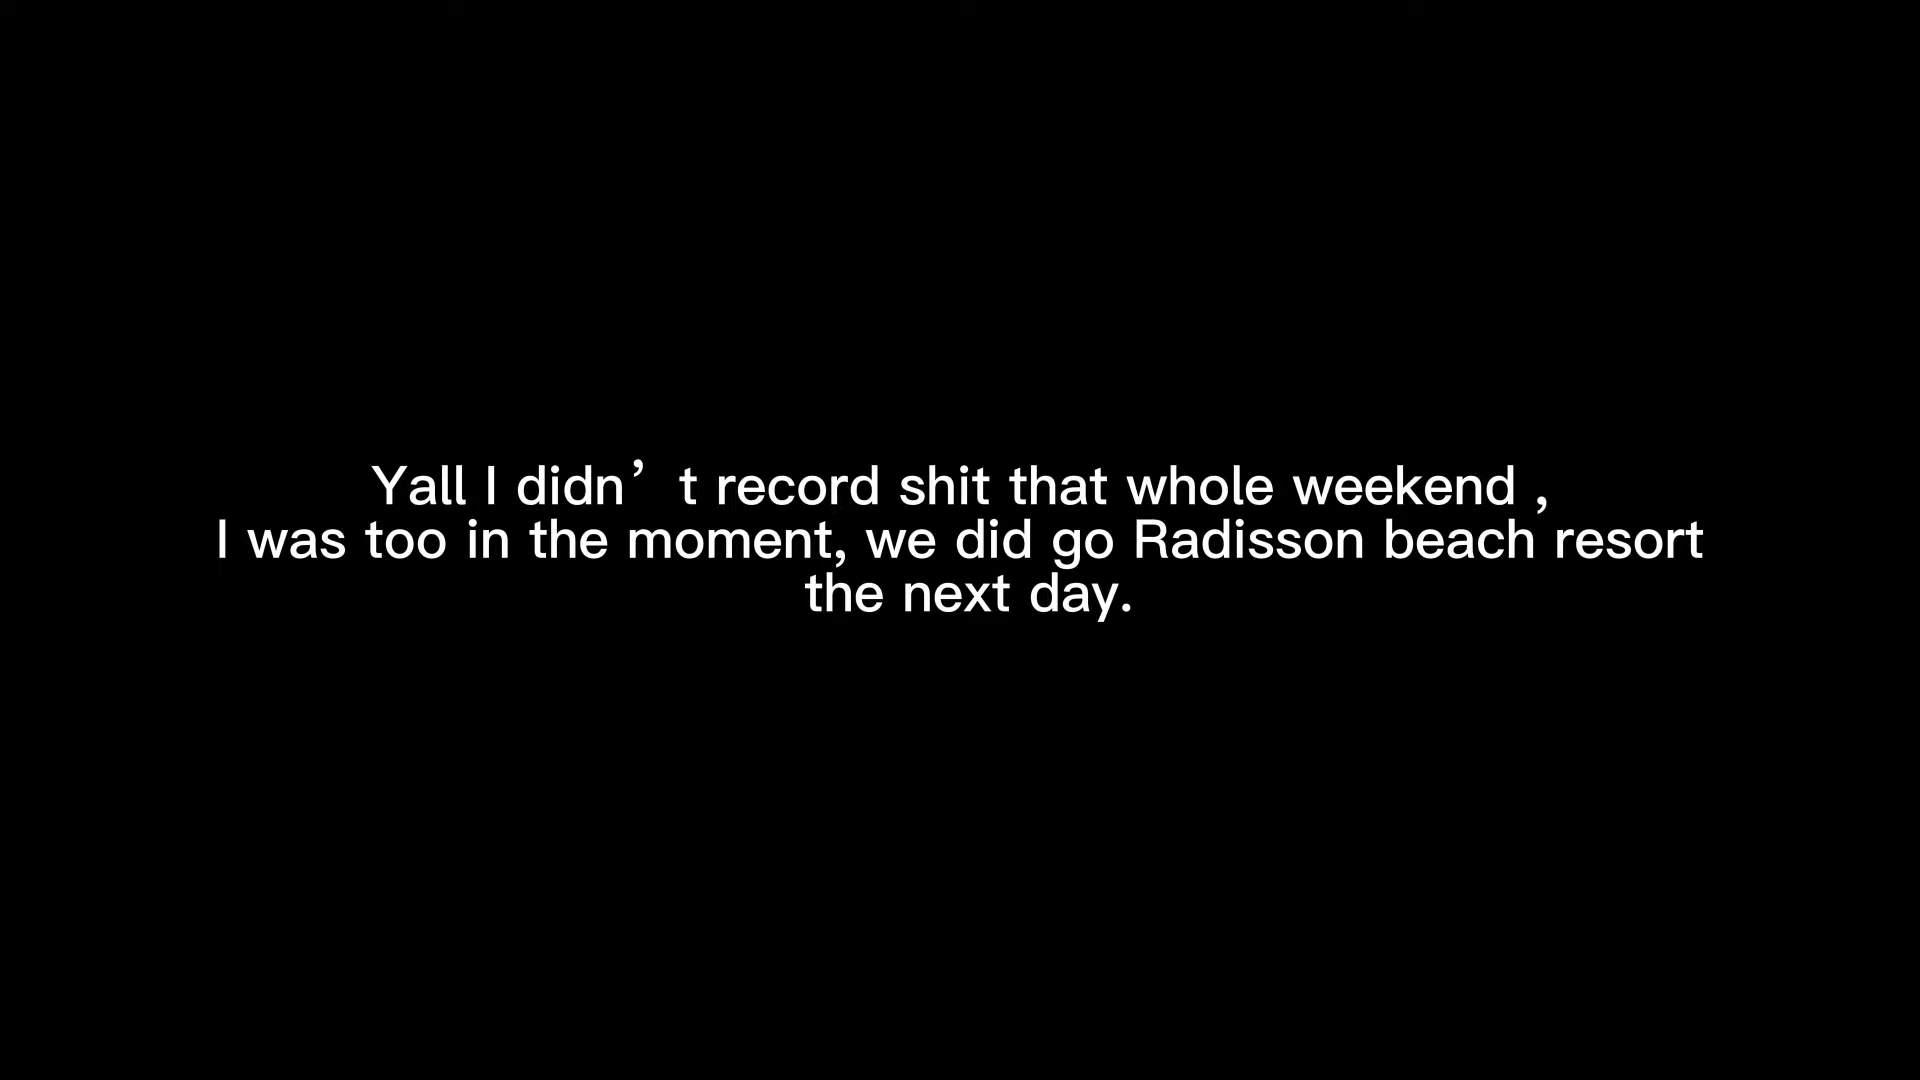 Yall I didn’t record shit that whole weekend ,
I was too in the moment, we did go Radisson beach resort
the next day.